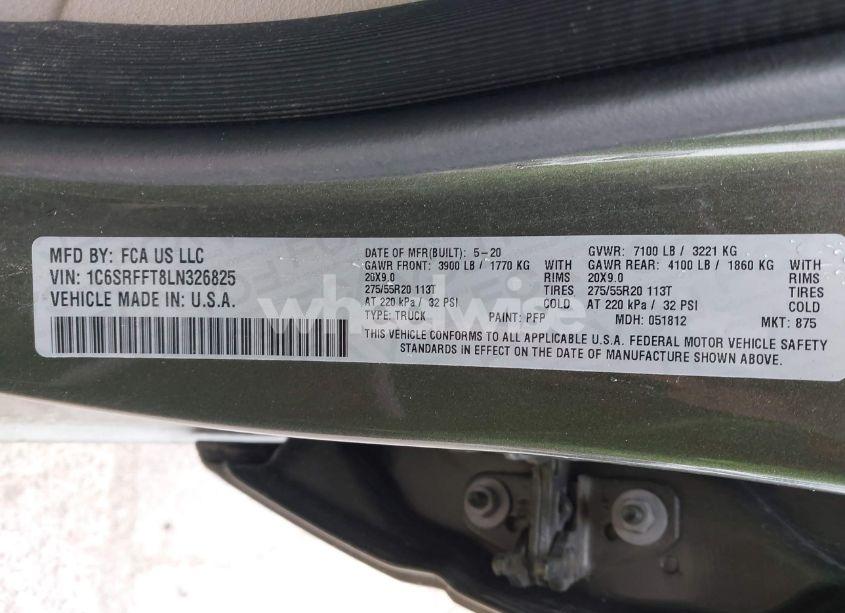 MFD BY: FCA US LLC
VIN: 1C6SRFFT8LN326825
VEHICLE MADE IN: U.S.A.
DATE OF MFR(BUILT): 5-20
GAWR FRONT: 3900 LB / 1770 KG WITH
20X9.0 RIMS
275/55R20 113T TIRES
AT 220 kPa / 32 PSI COLD
TYPE: TRUCK PAINT: PFP
GVWR: 7100 LB / 3221 KG
GAWR REAR: 4100 LB / 1860 KG WITH
20X9.0 RIMS
275/55R20 113T TIRES
AT 220 kPa / 32 PSI COLD
MDH: 051812 MKT: 875
THIS VEHICLE CONFORMS TO ALL APPLICABLE U.S.A. FEDERAL MOTOR VEHICLE SAFETY
STANDARDS IN EFFECT ON THE DATE OF MANUFACTURE SHOWN ABOVE.